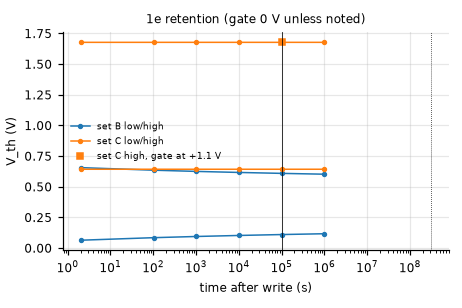 1e retention (gate 0 V unless noted)
V_th (V)
1.75
1.50
1.25
1.00
0.75
0.50
0.25
0.00
set B low/high
set C low/high
set C high, gate at +1.1 V
10^0 10^1 10^2 10^3 10^4 10^5 10^6 10^7 10^8
time after write (s)